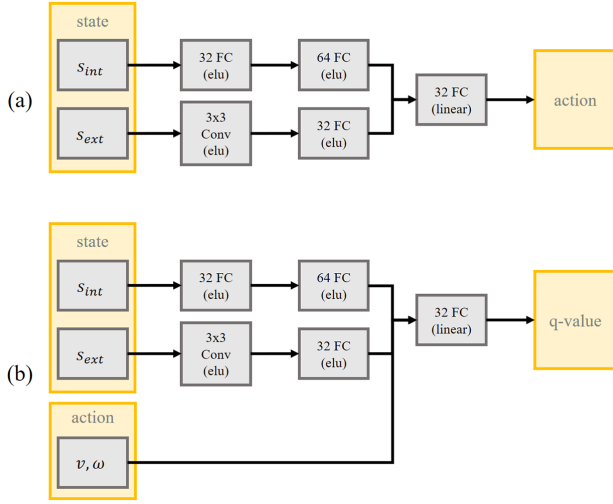 state
s_int
32 FC
(elu)
64 FC
(elu)
32 FC
(linear)
action
(a)
s_ext
3x3
Conv
(elu)
32 FC
(elu)
state
s_int
32 FC
(elu)
64 FC
(elu)
32 FC
(linear)
q-value
s_ext
3x3
Conv
(elu)
32 FC
(elu)
(b)
action
v, ω